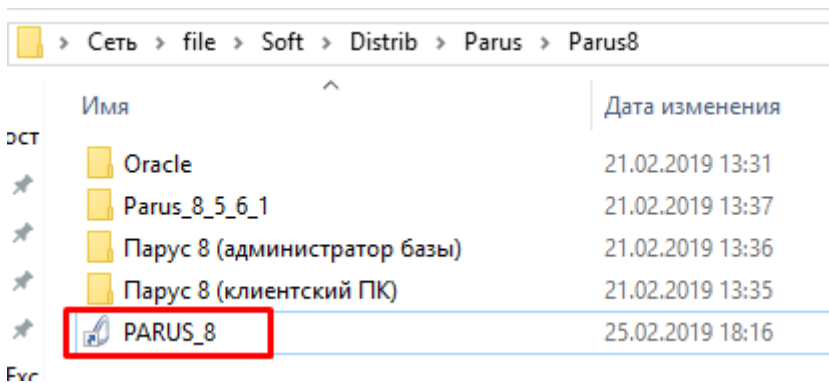 Сеть > file > Soft > Distrib > Parus > Parus8
Имя Дата изменения
ост
Oracle 21.02.2019 13:31
Parus_8_5_6_1 21.02.2019 13:37
Парус 8 (администратор базы) 21.02.2019 13:36
Парус 8 (клиентский ПК) 21.02.2019 13:35
PARUS_8 25.02.2019 18:16
Exc